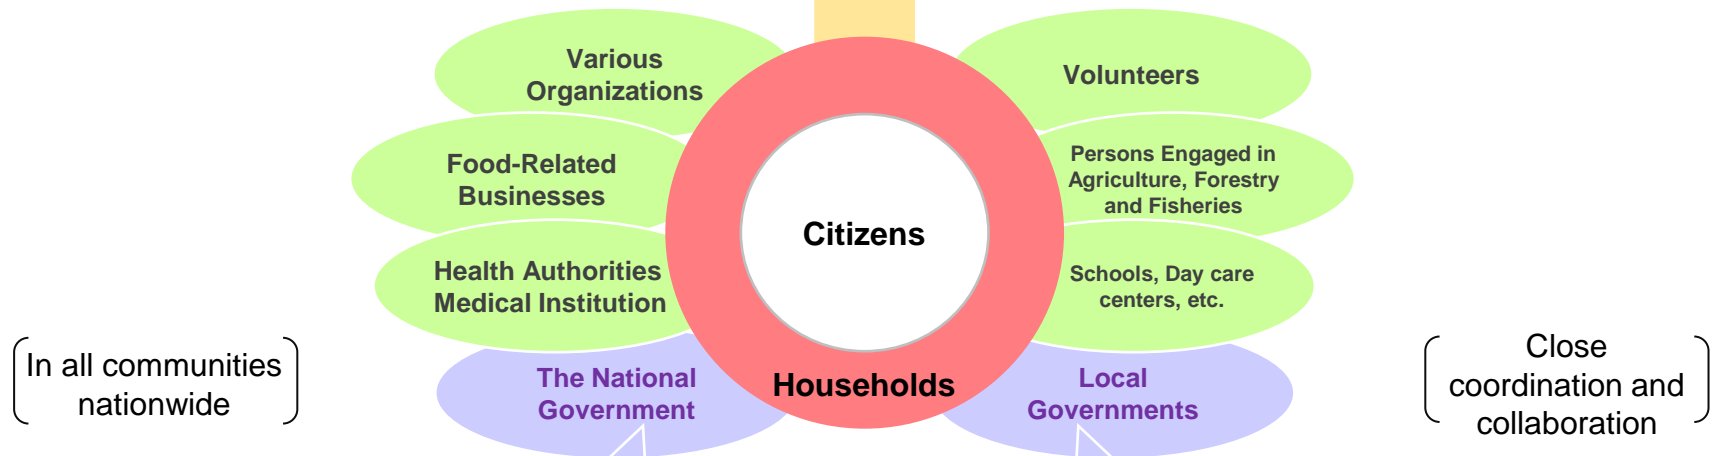 Various
Organizations
Volunteers
Food-Related
Businesses
Persons Engaged in
Agriculture, Forestry
and Fisheries
Citizens
Health Authorities
Medical Institution
Schools, Day care
centers, etc.
In all communities
nationwide
The National
Government
Households
Local
Governments
Close
coordination and
collaboration